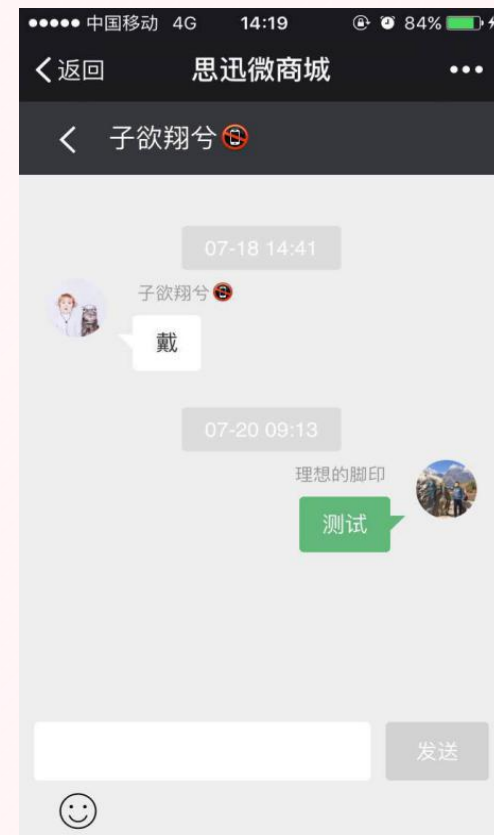 中国移动 4G 14:19 84%
返回 思迅微商城
子欲翔兮📵
07-18 14:41
子欲翔兮📵
戴
07-20 09:13
理想的脚印
测试
发送